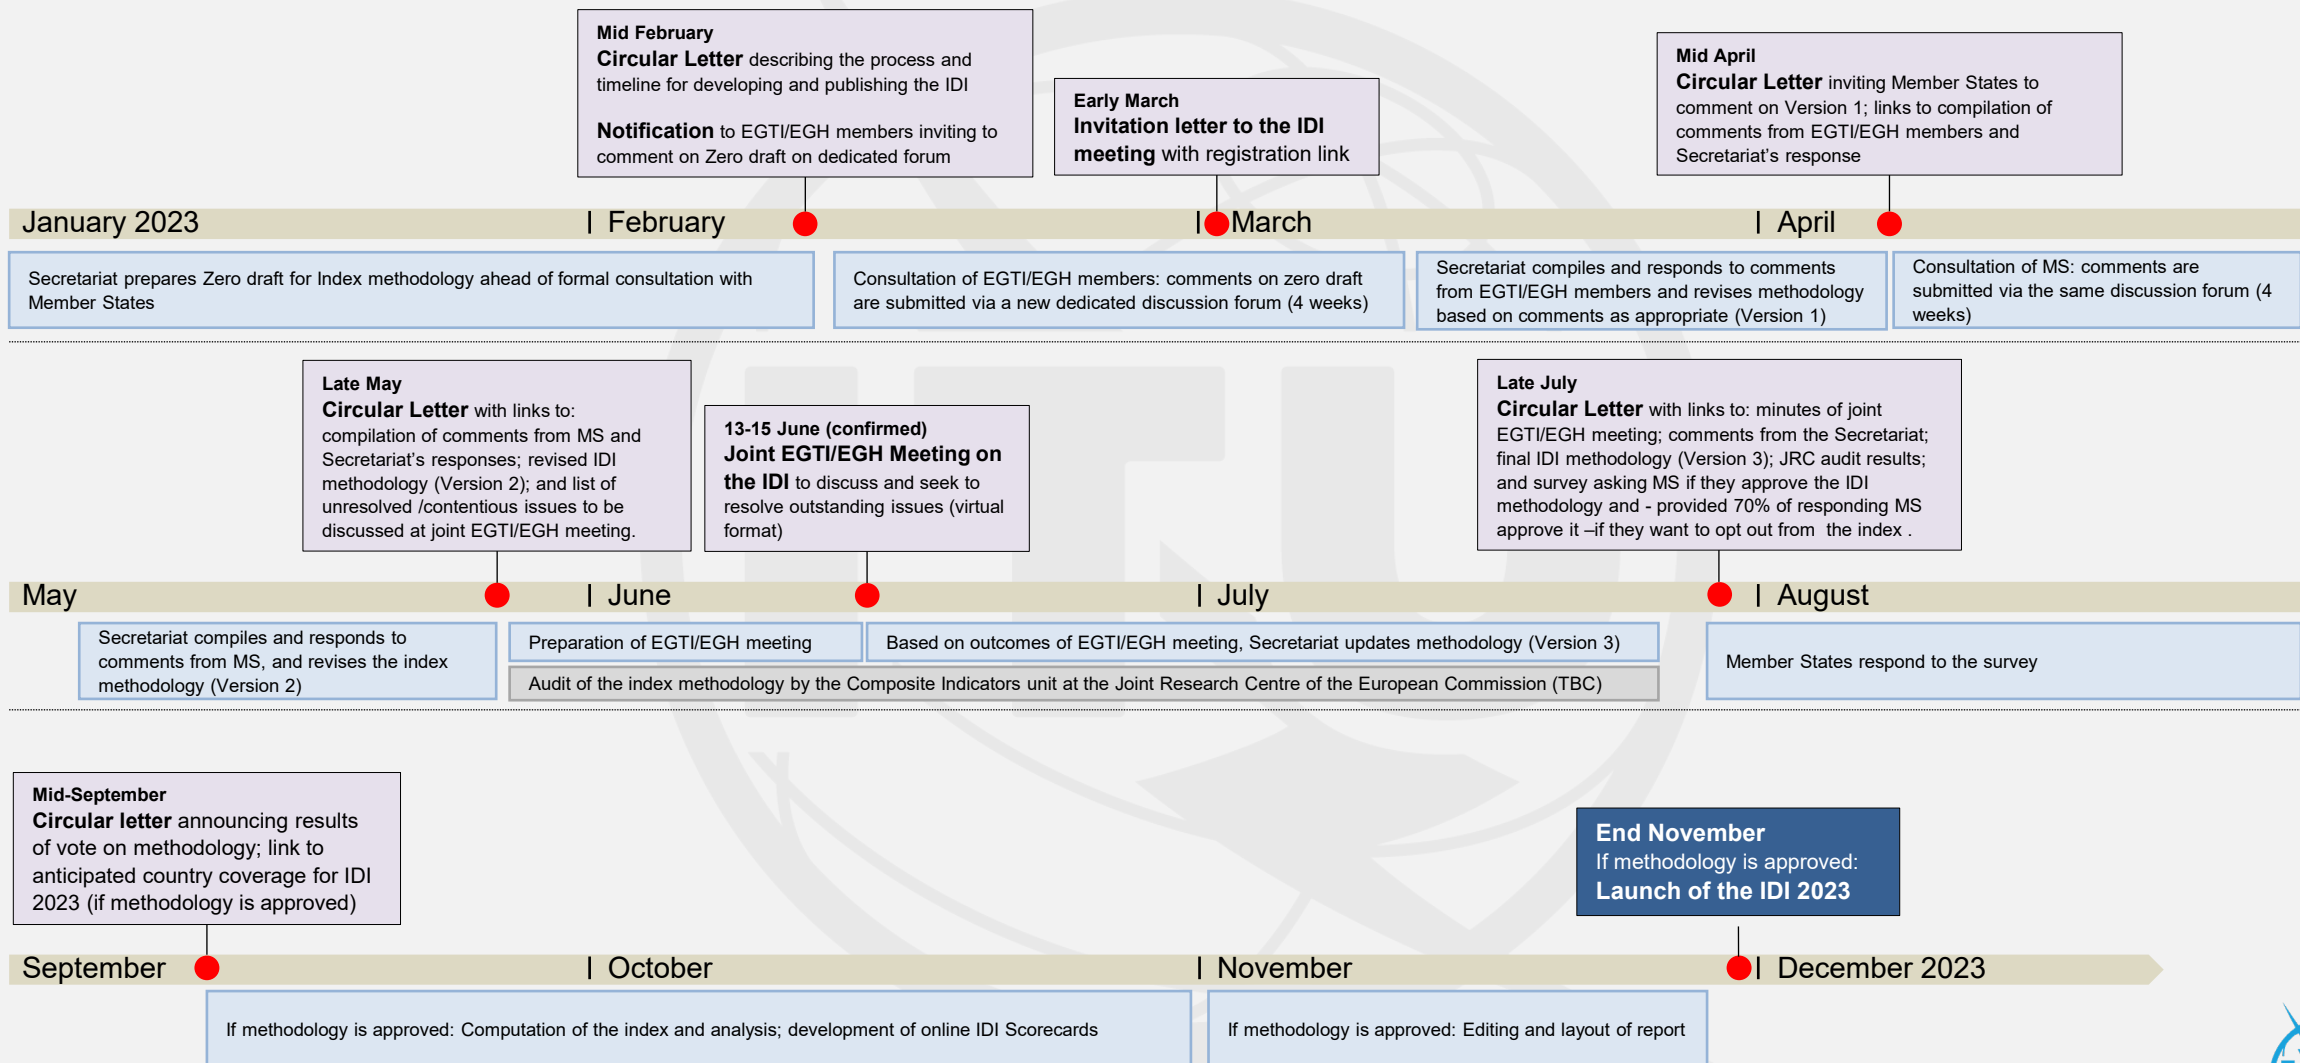 Mid February
Circular Letter describing the process and
timeline for developing and publishing the IDI
Notification to EGTI/EGH members inviting to
comment on Zero draft on dedicated forum
Early March
Invitation letter to the IDI
meeting with registration link
Mid April
Circular Letter inviting Member States to
comment on Version 1; links to compilation of
comments from EGTI/EGH members and
Secretariat’s response
January 2023
February
March
April
Secretariat prepares Zero draft for Index methodology ahead of formal consultation with
Member States
Consultation of EGTI/EGH members: comments on zero draft
are submitted via a new dedicated discussion forum (4 weeks)
Secretariat compiles and responds to comments
from EGTI/EGH members and revises methodology
based on comments as appropriate (Version 1)
Consultation of MS: comments are
submitted via the same discussion forum (4
weeks)
Late May
Circular Letter with links to:
compilation of comments from MS and
Secretariat’s responses; revised IDI
methodology (Version 2); and list of
unresolved /contentious issues to be
discussed at joint EGTI/EGH meeting.
13-15 June (confirmed)
Joint EGTI/EGH Meeting on
the IDI to discuss and seek to
resolve outstanding issues (virtual
format)
Late July
Circular Letter with links to: minutes of joint
EGTI/EGH meeting; comments from the Secretariat;
final IDI methodology (Version 3); JRC audit results;
and survey asking MS if they approve the IDI
methodology and - provided 70% of responding MS
approve it –if they want to opt out from  the index .
May
June
July
August
Secretariat compiles and responds to
comments from MS, and revises the index
methodology (Version 2)
Preparation of EGTI/EGH meeting
Based on outcomes of EGTI/EGH meeting, Secretariat updates methodology (Version 3)
Audit of the index methodology by the Composite Indicators unit at the Joint Research Centre of the European Commission (TBC)
Member States respond to the survey
Mid-September
Circular letter announcing results
of vote on methodology; link to
anticipated country coverage for IDI
2023 (if methodology is approved)
End November
If methodology is approved:
Launch of the IDI 2023
September
October
November
December 2023
If methodology is approved: Computation of the index and analysis; development of online IDI Scorecards
If methodology is approved: Editing and layout of report
ITU